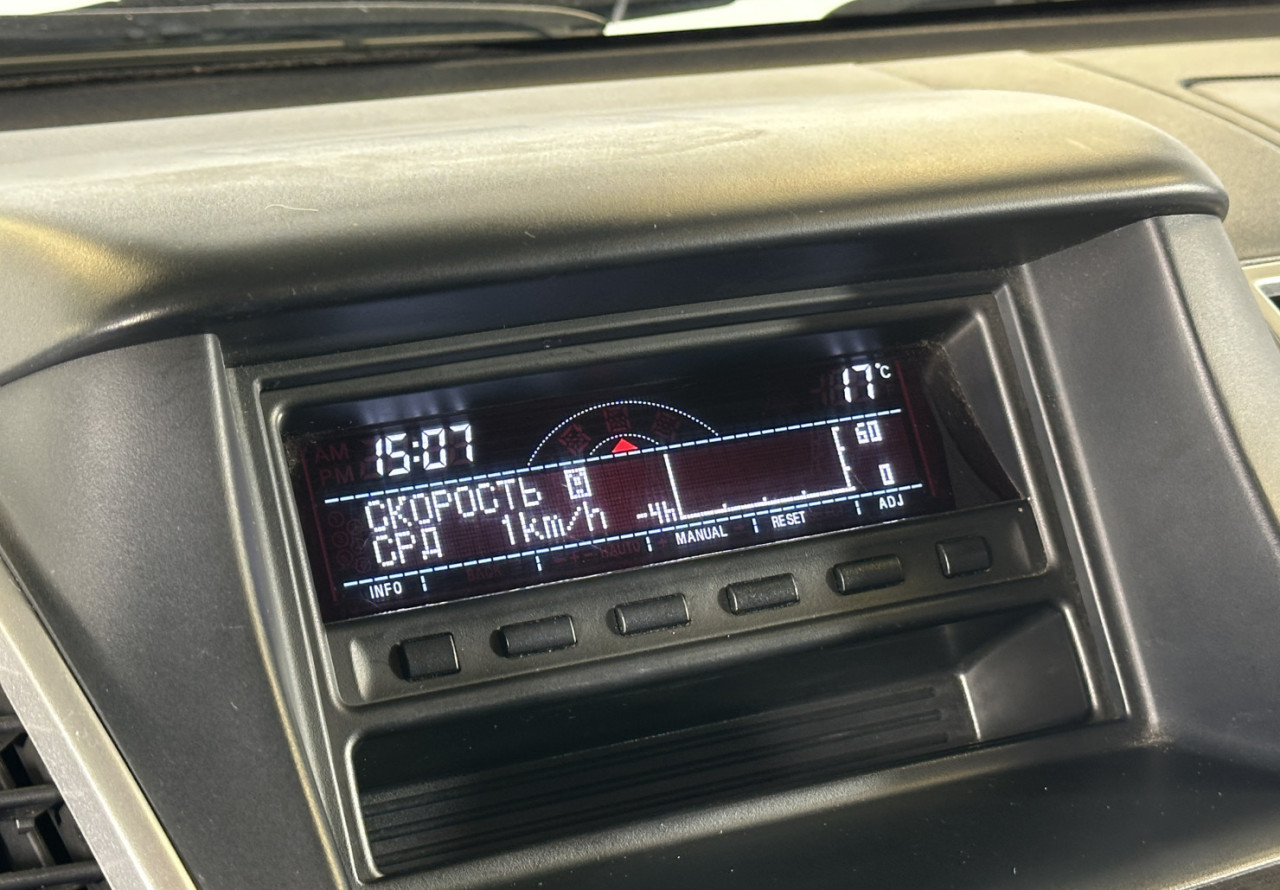 17°C
15:07
60
СКОРОСТЬ
0
СРД 1km/h -4h
INFO MANUAL RESET ADJ
AM
PM